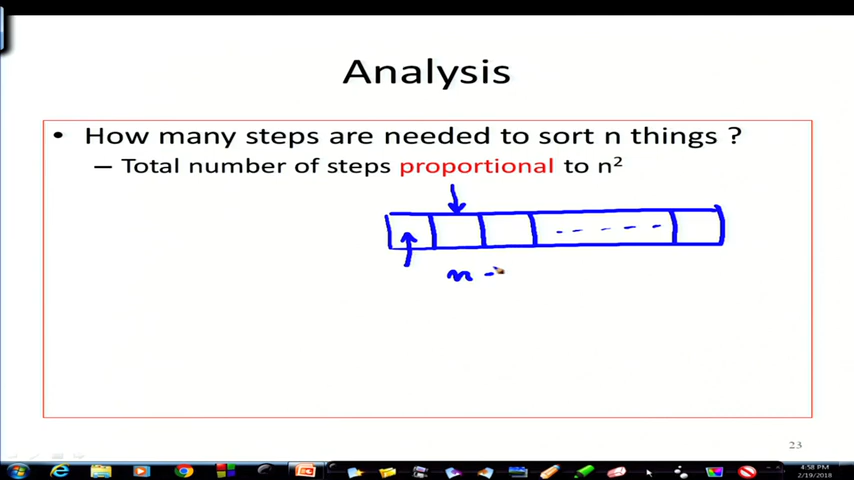 Analysis
• How many steps are needed to sort n things ?
– Total number of steps proportional to n²
n -
23
4:58 PM
2/19/2018